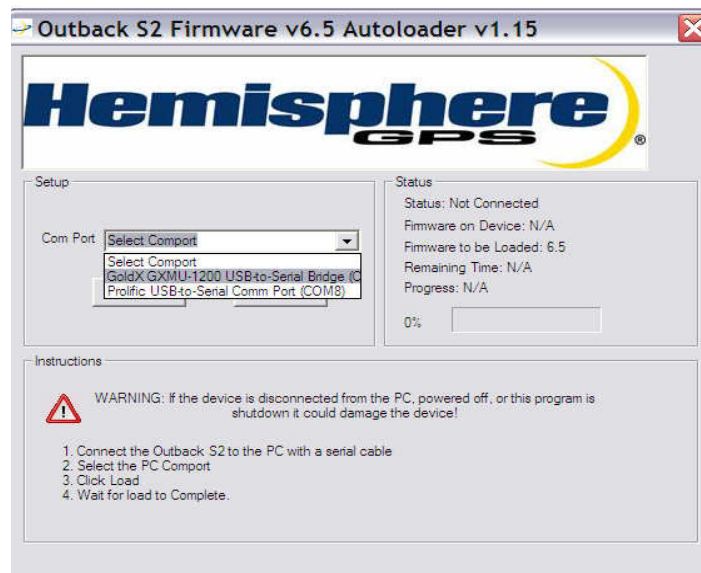 Outback S2 Firmware v6.5 Autoloader v1.15
Hemisphere
GPS
®
Setup
Com Port
Select Comport
Select Comport
GoldX GXMU-1200 USB-to-Serial Bridge (C
Prolific USB-to-Serial Comm Port (COM8)
Status
Status: Not Connected
Firmware on Device: N/A
Firmware to be Loaded: 6.5
Remaining Time: N/A
Progress: N/A
0%
Instructions
WARNING: If the device is disconnected from the PC, powered off, or this program is
shutdown it could damage the device!
1. Connect the Outback S2 to the PC with a serial cable
2. Select the PC Comport
3. Click Load
4. Wait for load to Complete.